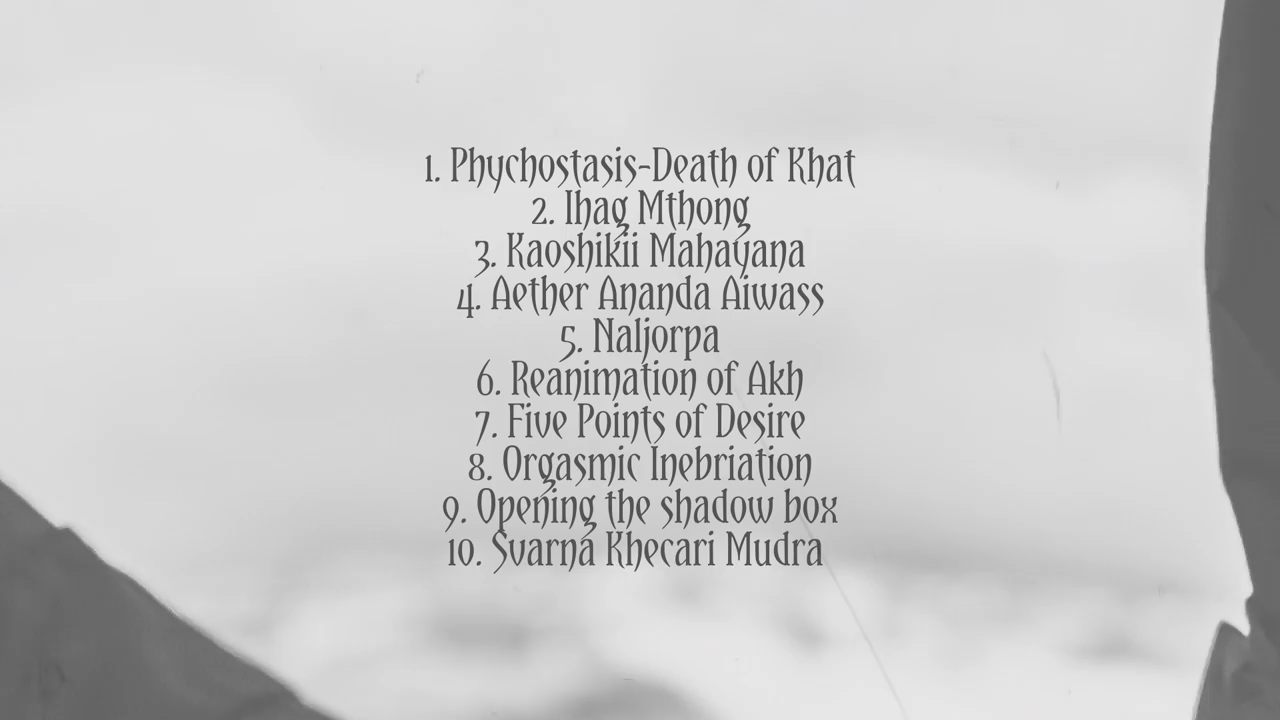 1. Phychostasis-Death of Khat
2. Ihag Mthong
3. Kaoshikii Mahayana
4. Aether Ananda Aiwass
5. Naljorpa
6. Reanimation of Akh
7. Five Points of Desire
8. Orgasmic Inebriation
9. Opening the shadow box
10. Svarna Khecari Mudra